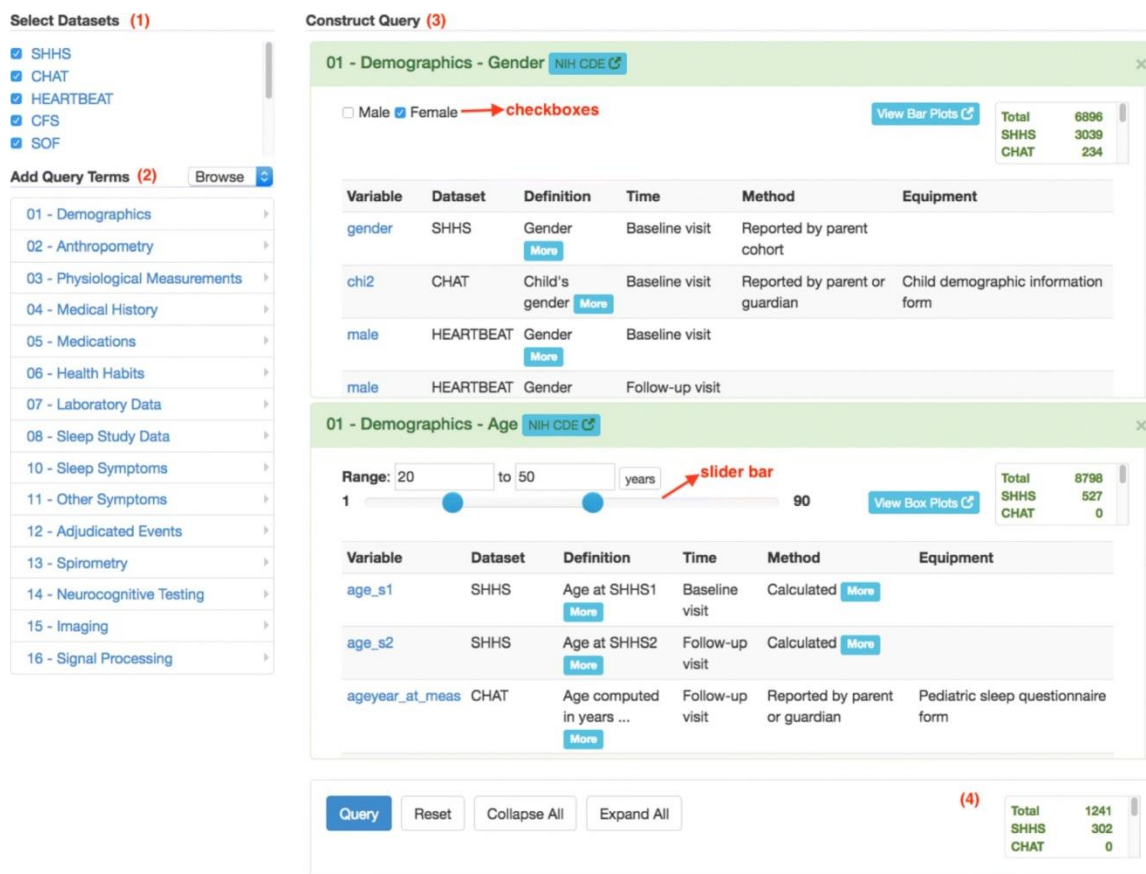 Select Datasets (1)
SHHS
CHAT
HEARTBEAT
CFS
SOF
Add Query Terms (2) Browse
01 - Demographics
02 - Anthropometry
03 - Physiological Measurements
04 - Medical History
05 - Medications
06 - Health Habits
07 - Laboratory Data
08 - Sleep Study Data
10 - Sleep Symptoms
11 - Other Symptoms
12 - Adjudicated Events
13 - Spirometry
14 - Neurocognitive Testing
15 - Imaging
16 - Signal Processing
Construct Query (3)
01 - Demographics - Gender NIH CDE ×
Male Female checkboxes View Bar Plots
Total 6896
SHHS 3039
CHAT 234
Variable Dataset Definition Time Method Equipment
gender SHHS Gender Baseline visit Reported by parent
More cohort
chi2 CHAT Child's Baseline visit Reported by parent or Child demographic information
gender More guardian form
male HEARTBEAT Gender Baseline visit
More
male HEARTBEAT Gender Follow-up visit
01 - Demographics - Age NIH CDE ×
Range: 20 to 50 years slider bar
1 90 View Box Plots
Total 8798
SHHS 527
CHAT 0
Variable Dataset Definition Time Method Equipment
age_s1 SHHS Age at SHHS1 Baseline Calculated More
More visit
age_s2 SHHS Age at SHHS2 Follow-up Calculated More
More visit
ageyear_at_meas CHAT Age computed Follow-up Reported by parent Pediatric sleep questionnaire
in years ... visit or guardian form
More
Query Reset Collapse All Expand All (4)
Total 1241
SHHS 302
CHAT 0